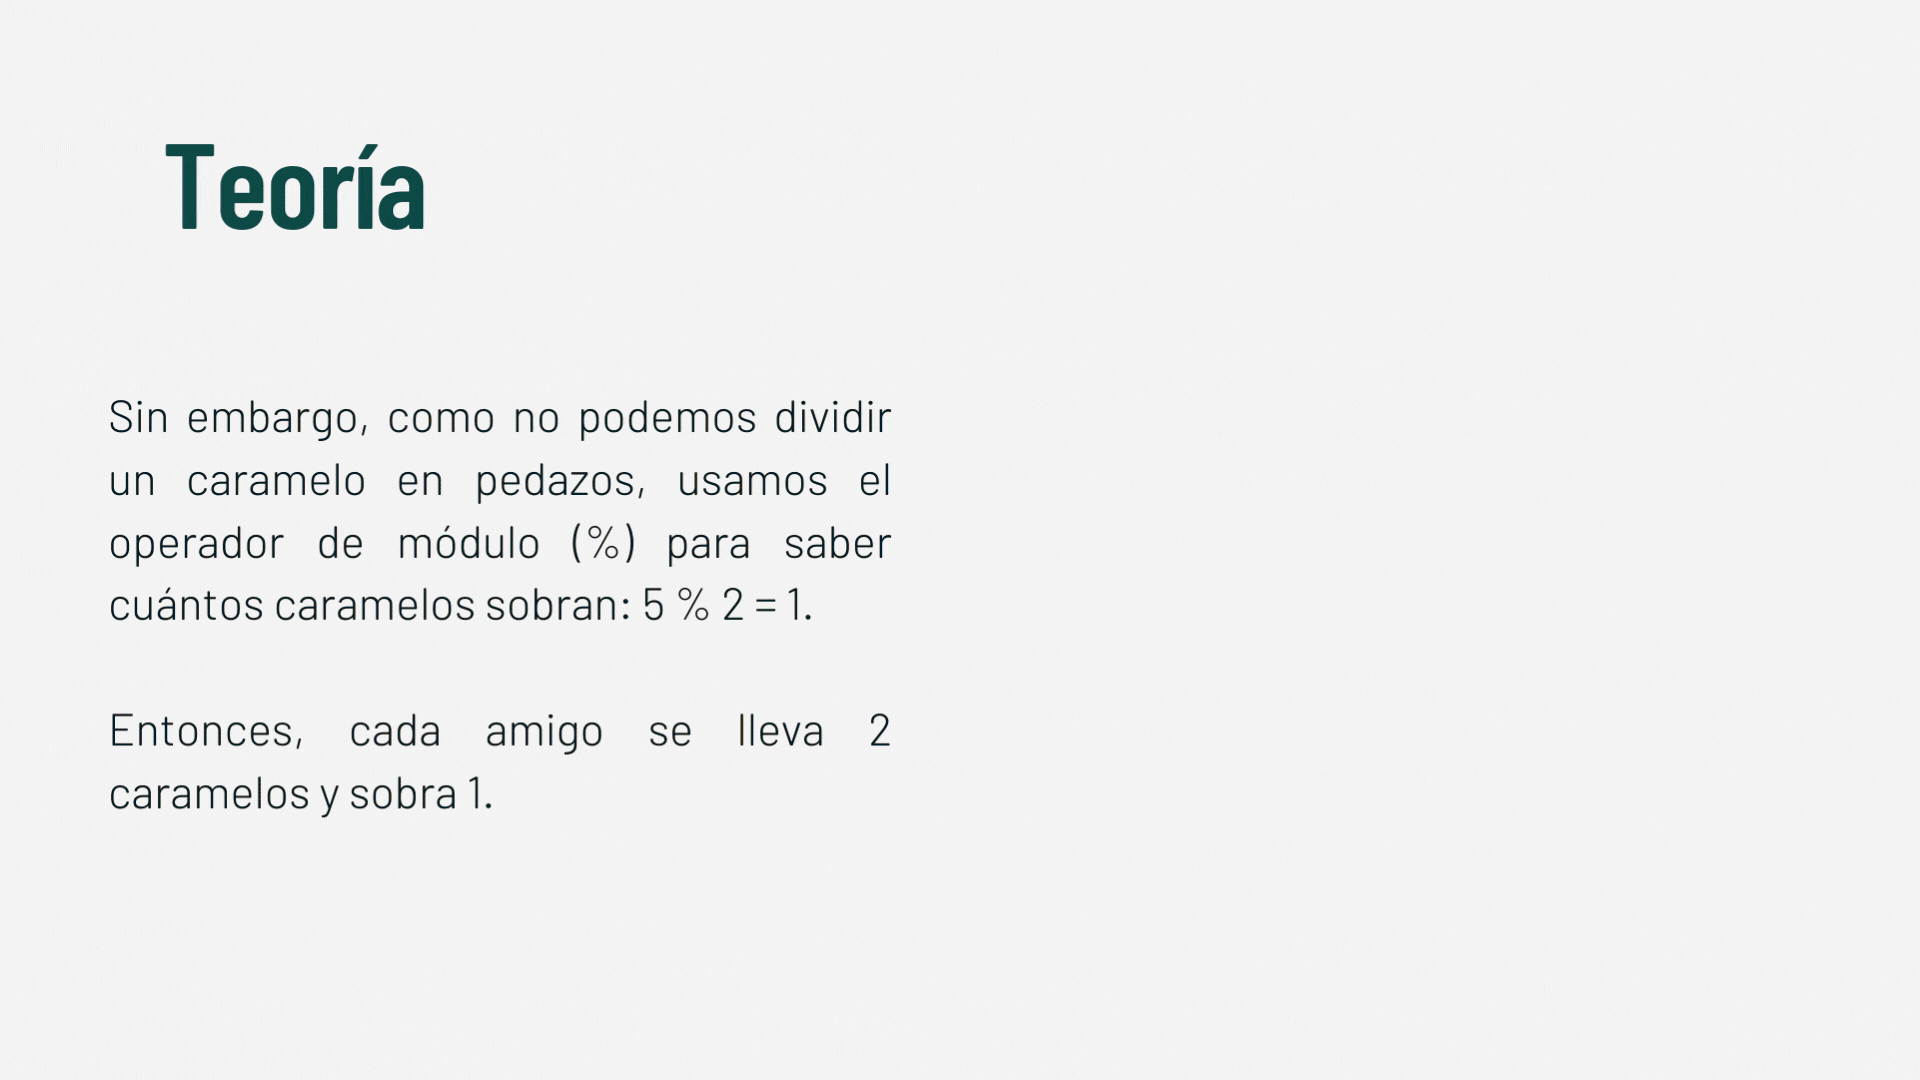 Teoría
Sin embargo, como no podemos dividir
un caramelo en pedazos, usamos el
operador de módulo (%) para saber
cuántos caramelos sobran: 5 % 2 = 1.
Entonces, cada amigo se lleva 2
caramelos y sobra 1.